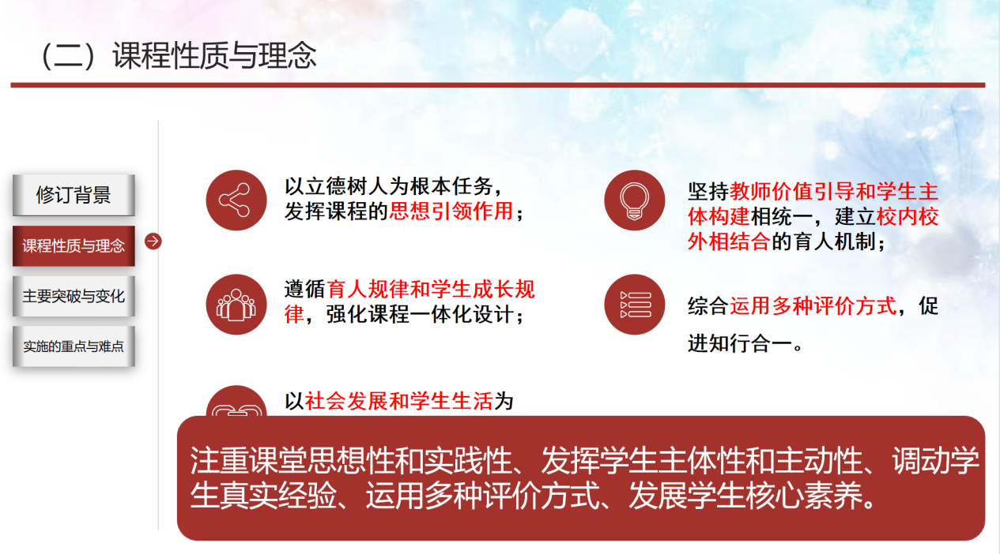 （二）课程性质与理念
修订背景
课程性质与理念
主要突破与变化
实施的重点与难点
以立德树人为根本任务，
发挥课程的思想引领作用；
遵循育人规律和学生成长规
律，强化课程一体化设计；
以社会发展和学生生活为
坚持教师价值引导和学生主
体构建相统一，建立校内校
外相结合的育人机制；
综合运用多种评价方式，促
进知行合一。
注重课堂思想性和实践性、发挥学生主体性和主动性、调动学
生真实经验、运用多种评价方式、发展学生核心素养。